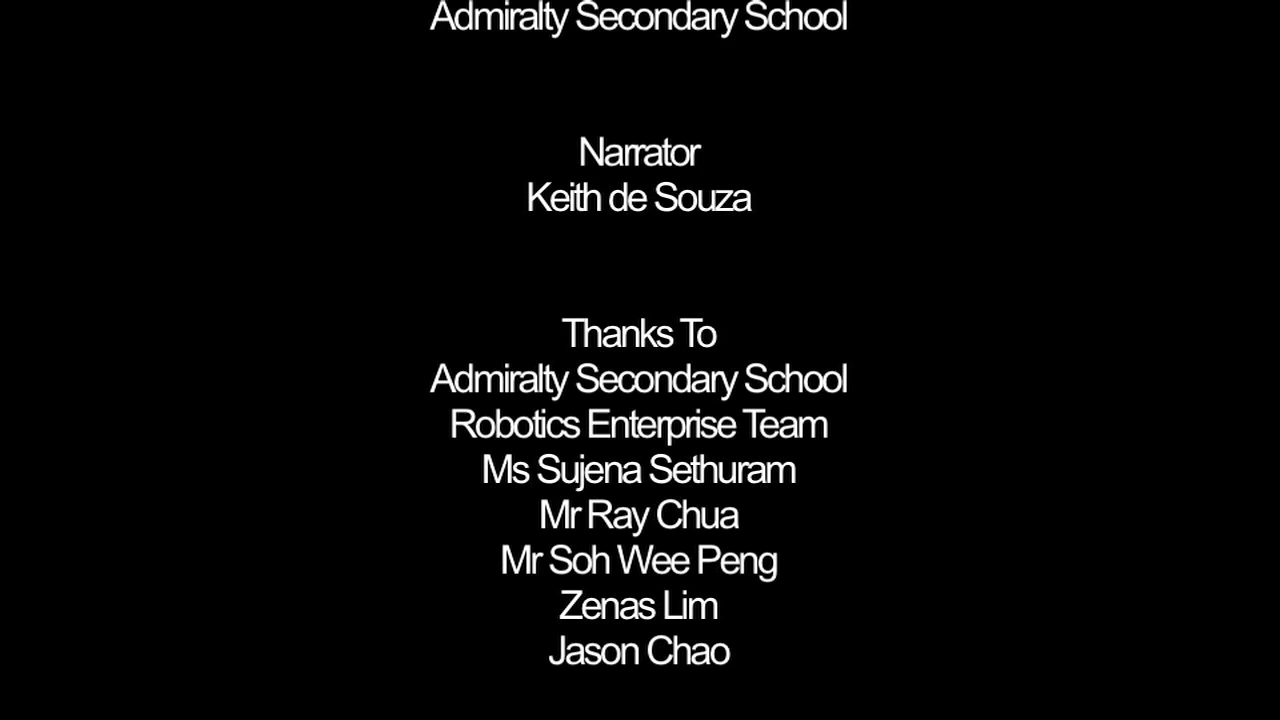 Admiralty Secondary School
Narrator
Keith de Souza
Thanks To
Admiralty Secondary School
Robotics Enterprise Team
Ms Sujena Sethuram
Mr Ray Chua
Mr Soh Wee Peng
Zenas Lim
Jason Chao